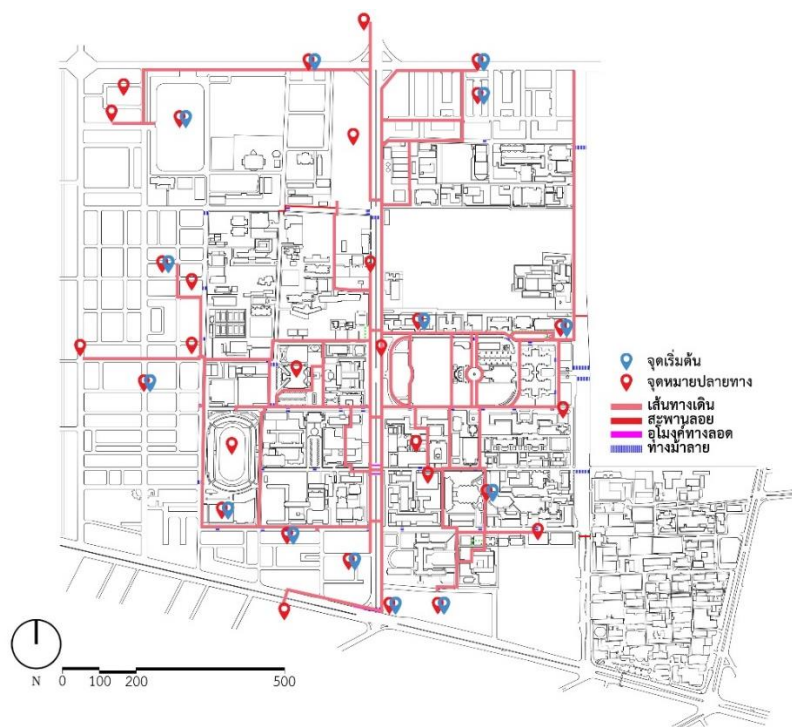 จุดเริ่มต้น
จุดหมายปลายทาง
เส้นทางเดิน
สะพานลอย
อุโมงค์ทางลอด
ทางม้าลาย
N 0 100 200 500